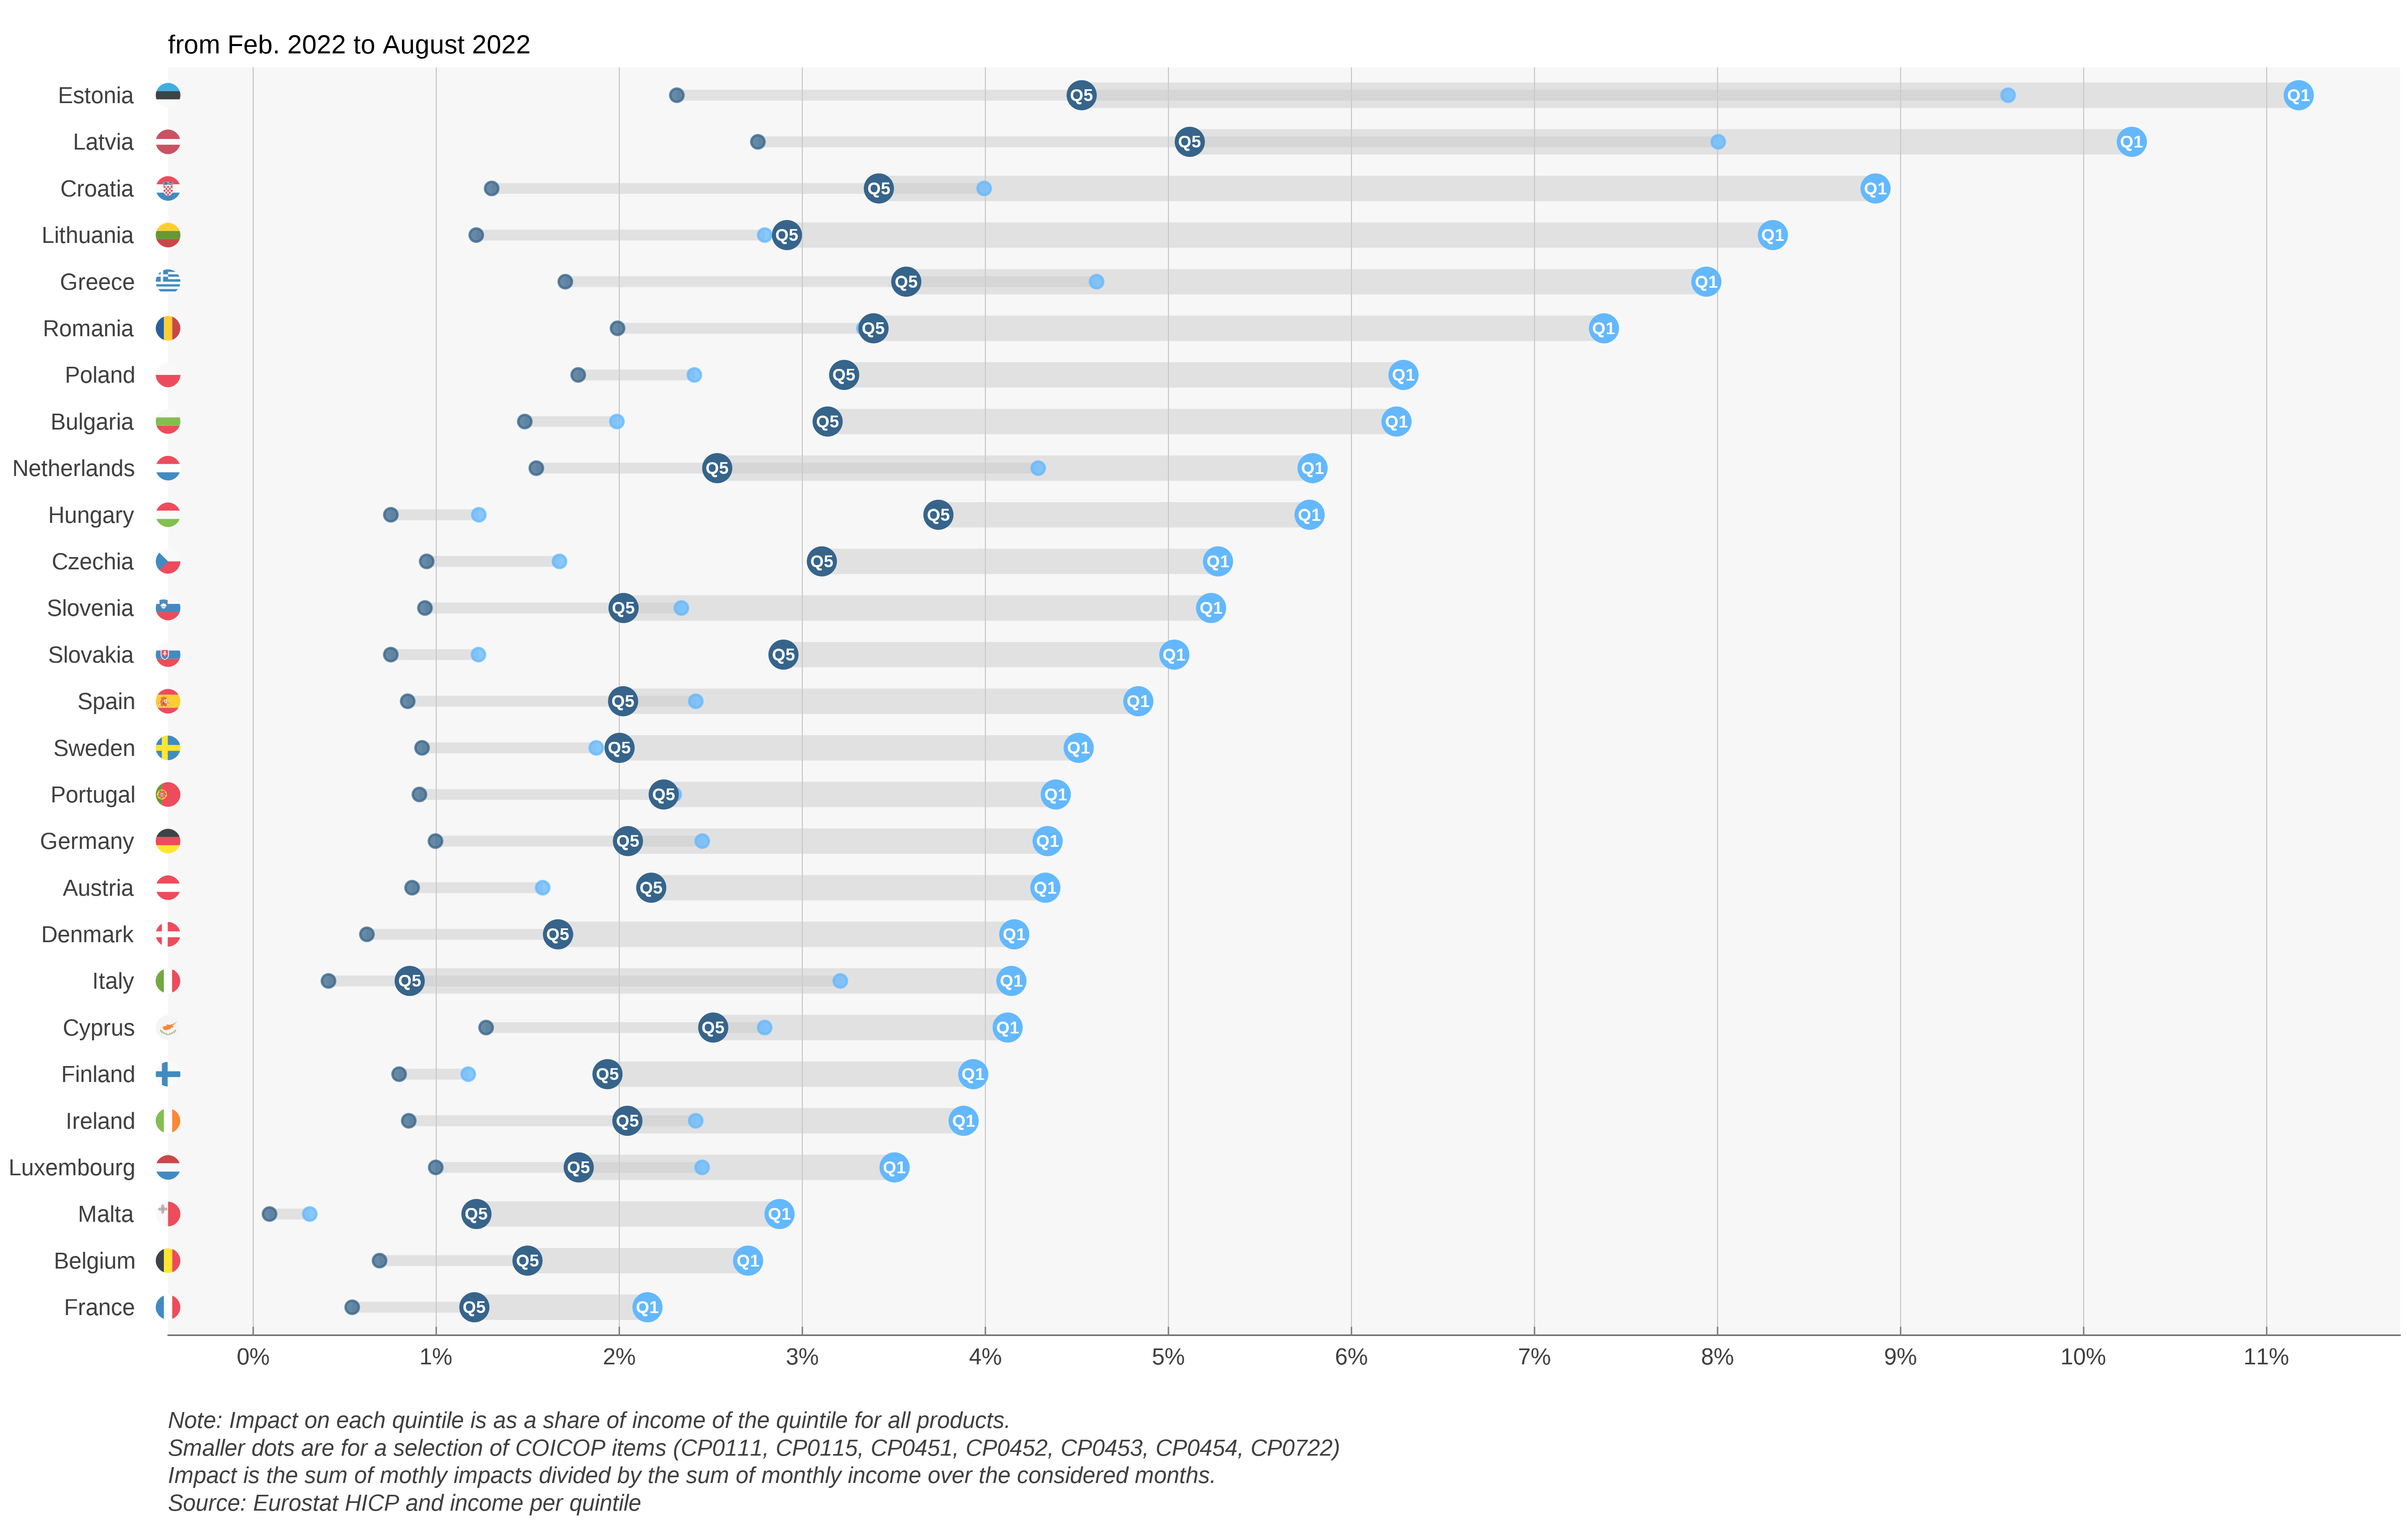 from Feb. 2022 to August 2022
Estonia Q5 Q1
Latvia Q5 Q1
Croatia Q5 Q1
Lithuania Q5 Q1
Greece Q5 Q1
Romania Q5 Q1
Poland Q5 Q1
Bulgaria Q5 Q1
Netherlands Q5 Q1
Hungary Q5 Q1
Czechia Q5 Q1
Slovenia Q5 Q1
Slovakia Q5 Q1
Spain Q5 Q1
Sweden Q5 Q1
Portugal Q5 Q1
Germany Q5 Q1
Austria Q5 Q1
Denmark Q5 Q1
Italy Q5 Q1
Cyprus Q5 Q1
Finland Q5 Q1
Ireland Q5 Q1
Luxembourg Q5 Q1
Malta Q5 Q1
Belgium Q5 Q1
France Q5 Q1
0% 1% 2% 3% 4% 5% 6% 7% 8% 9% 10% 11%
Note: Impact on each quintile is as a share of income of the quintile for all products.
Smaller dots are for a selection of COICOP items (CP0111, CP0115, CP0451, CP0452, CP0453, CP0454, CP0722)
Impact is the sum of mothly impacts divided by the sum of monthly income over the considered months.
Source: Eurostat HICP and income per quintile